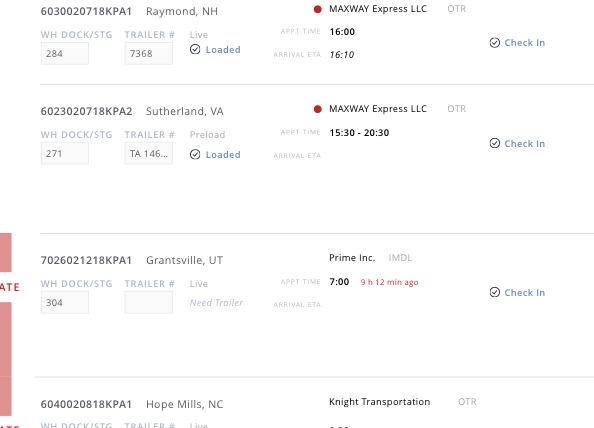 6030020718KPA1 Raymond, NH MAXWAY Express LLC OTR
WH DOCK/STG TRAILER # Live APPT TIME 16:00
284 7368 Loaded ARRIVAL ETA 16:10 Check In
6023020718KPA2 Sutherland, VA MAXWAY Express LLC OTR
WH DOCK/STG TRAILER # Preload APPT TIME 15:30 - 20:30
271 TA 146... Loaded ARRIVAL ETA Check In
7026021218KPA1 Grantsville, UT Prime Inc. IMDL
WH DOCK/STG TRAILER # Live APPT TIME 7:00 9 h 12 min ago
ATE
304 Need Trailer ARRIVAL ETA Check In
6040020818KPA1 Hope Mills, NC Knight Transportation OTR
WH DOCK/STG TRAILER # Live